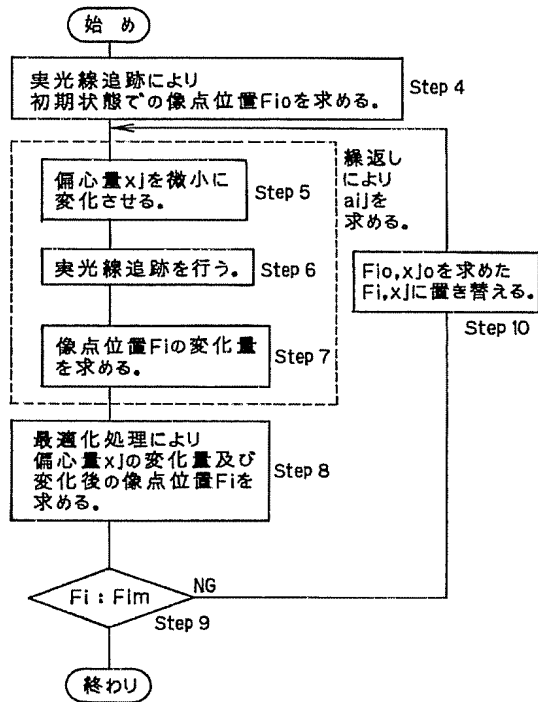 始め
実光線追跡により
初期状態での像点位置Fioを求める。
Step 4
繰返し
により
aijを
求める。
偏心量xjを微小に
変化させる。
Step 5
実光線追跡を行う。
Step 6
像点位置Fiの変化量
を求める。
Step 7
Fio,xjoを求めた
Fi,xjに置き替える。
Step 10
最適化処理により
偏心量xjの変化量及び
変化後の像点位置Fiを
求める。
Step 8
Fi : Fim
NG
Step 9
終わり